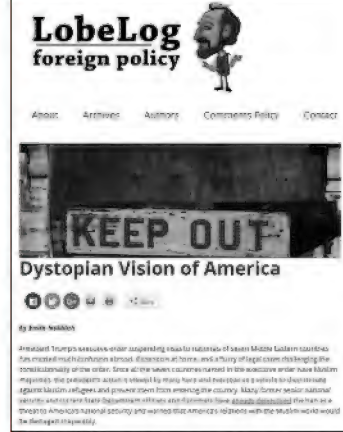 LobeLog
foreign policy
About Archives Authors Comments Policy Contact
KEEP OUT
Dystopian Vision of America
By Emile Nakhleh
President Trump's executive order suspending visas to nationals of seven Middle Eastern countries
has created much confusion abroad, dissension at home, and a flurry of legal cases challenging the
constitutionality of the order. Since all the seven countries named in the executive order have Muslim
majorities, the president's action is viewed by many here and overseas as a vehicle to discriminate
against Muslim refugees and prevent them from entering the country. Many former senior national
security and current State Department officials and diplomats have already denounced the ban as a
threat to America's national security and warned that America's relations with the Muslim world would
be damaged irreparably.